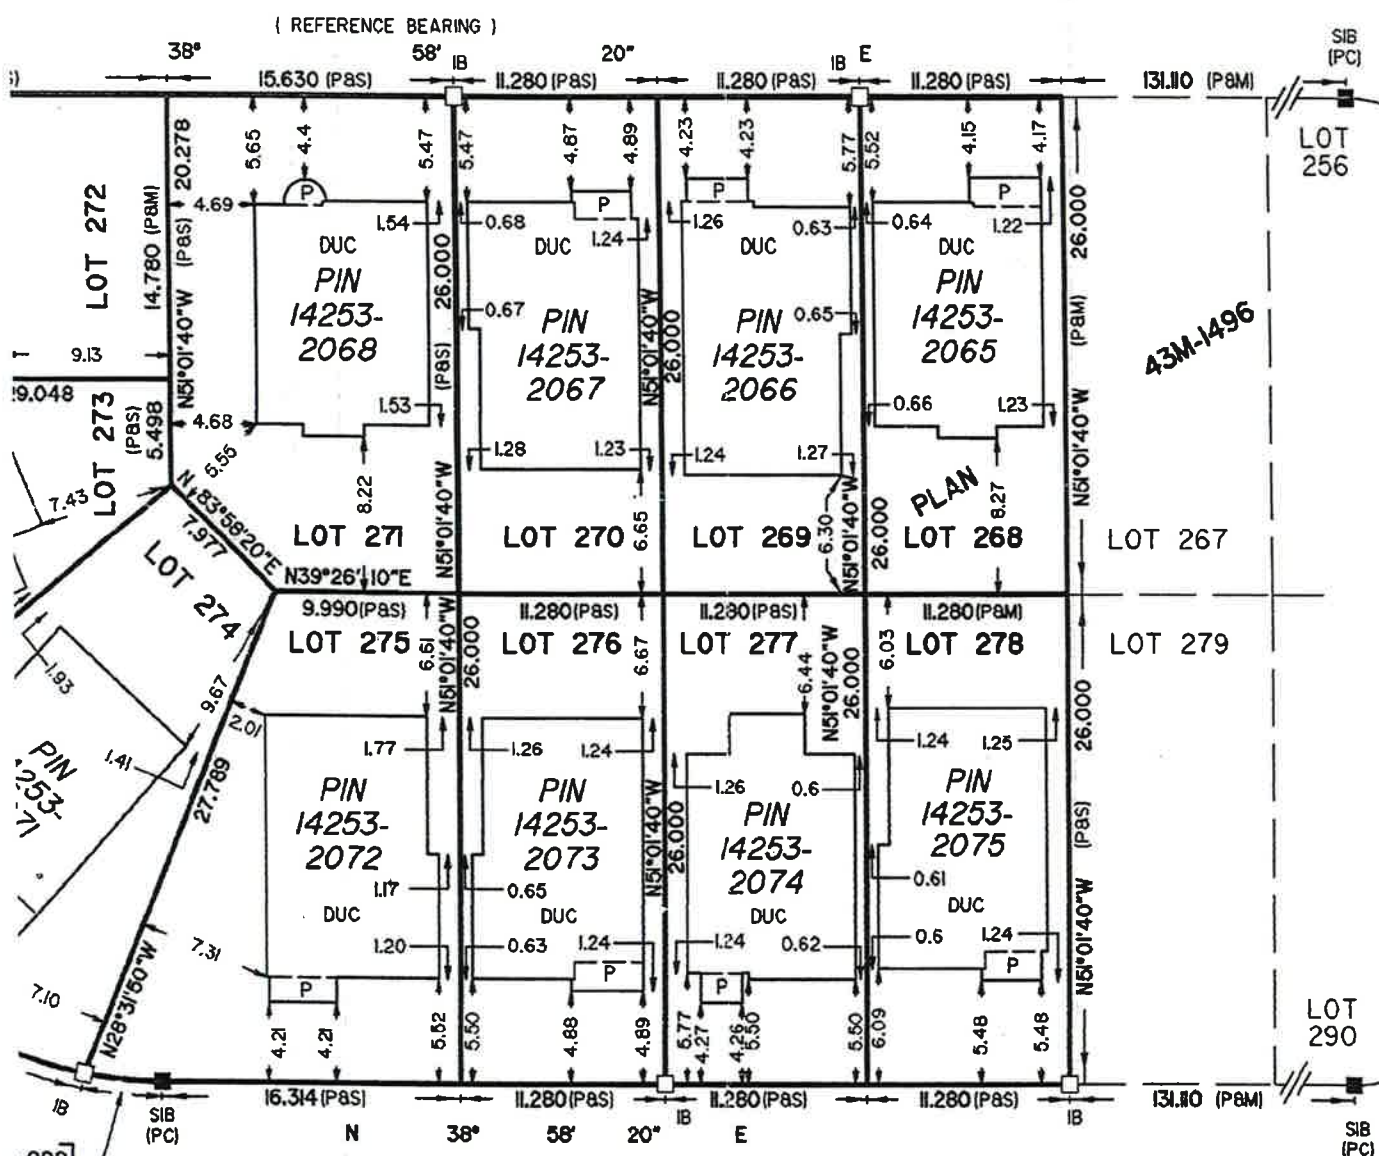 ( REFERENCE BEARING )
38° 58' 20" E
IB IB
SIB
(PC)
15.630 (P&S) 11.280 (P&S) 11.280 (P&S) 11.280 (P&S) 131.110 (P&M)
LOT
256
5.65 4.4 5.47 5.47 4.87 4.89 4.23 4.23 5.77 5.52 4.15 4.17
LOT 272
14.780 (P&M)
20.278
(P&S)
N51°01'40"W
4.69
P
1.54
DUC
PIN
14253-
2068
1.53
4.68
5.55
8.22
LOT 271
26.000
(P&S)
N51°01'40"W
0.68
P
1.24
DUC
0.67
PIN
14253-
2067
1.28
1.23
6.65
LOT 270
N51°01'40"W
26.000
P
1.26
0.63
DUC
0.65
PIN
14253-
2066
1.24
1.27
6.30
LOT 269
N51°01'40"W
26.000
0.64
P
1.22
DUC
PIN
14253-
2065
0.66
1.23
8.27
PLAN
LOT 268
26.000
(P&M)
N51°01'40"W
43M-1496
LOT 267
9.13
29.048
LOT 273
(P&S)
5.498
7.43
N 83°58'20"E
7.977
LOT 274
N39°26'10"E
9.990(P&S) 11.280(P&S) 11.280(P&S) 11.280(P&M)
LOT 275 LOT 276 LOT 277 LOT 278 LOT 279
1.93
1.41
PIN
9.67
27.789
N28°31'50"W
2.01
7.31
7.10
6.61
1.77
PIN
14253-
2072
1.17
DUC
1.20
P
4.21 4.21 5.52
N51°01'40"W
26.000
6.67
1.26
1.24
PIN
14253-
2073
0.65
DUC
0.63
1.24
P
5.50 4.88 4.89
N51°01'40"W
26.000
6.44
1.26
0.6
PIN
14253-
2074
DUC
1.24
0.62
P
5.77 4.27 4.26 5.50 5.50
N51°01'40"W
26.000
6.03
1.24
1.25
PIN
14253-
2075
0.61
DUC
0.6
1.24
P
6.09 5.48 5.48
26.000
(P&S)
N51°01'40"W
LOT
290
IB
SIB
(PC)
16.314(P&S) 11.280(P&S) 11.280(P&S) 11.280(P&S) 131.110 (P&M)
IB IB
SIB
(PC)
N 38° 58' 20" E